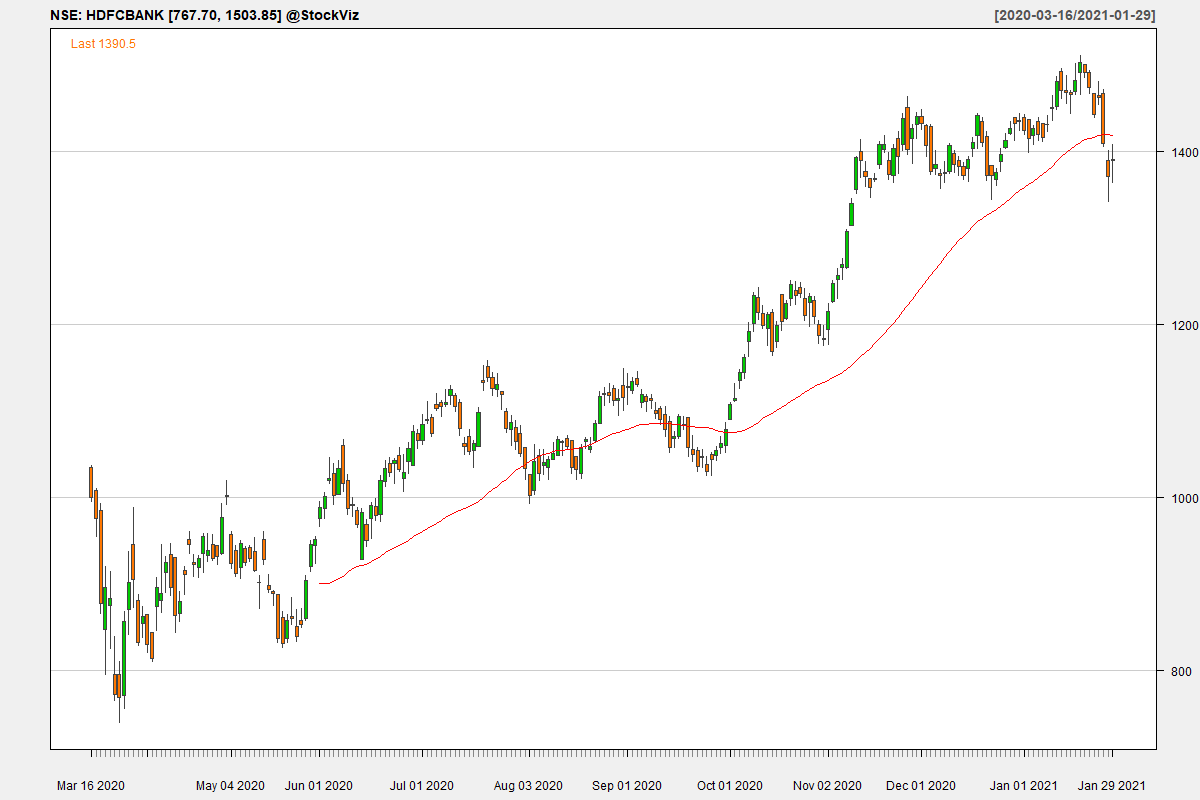 NSE: HDFCBANK [767.70, 1503.85] @StockViz [2020-03-16/2021-01-29]
Last 1390.5
1400
1200
1000
800
Mar 16 2020 May 04 2020 Jun 01 2020 Jul 01 2020 Aug 03 2020 Sep 01 2020 Oct 01 2020 Nov 02 2020 Dec 01 2020 Jan 01 2021 Jan 29 2021